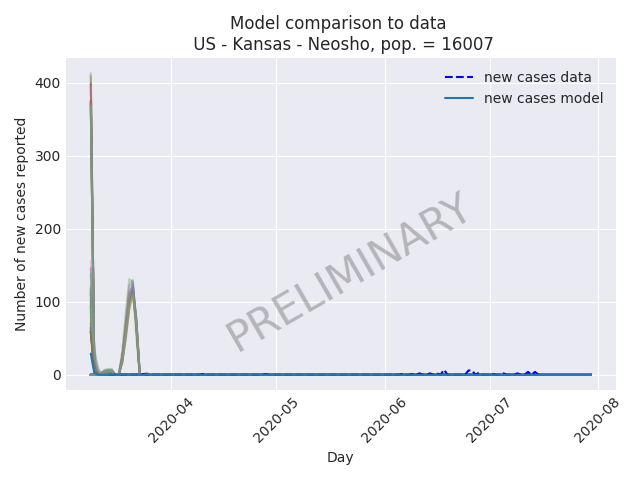 Model comparison to data
US - Kansas - Neosho, pop. = 16007
new cases data
new cases model
Number of new cases reported
400
300
200
100
0
PRELIMINARY
2020-04
2020-05
2020-06
2020-07
2020-08
Day